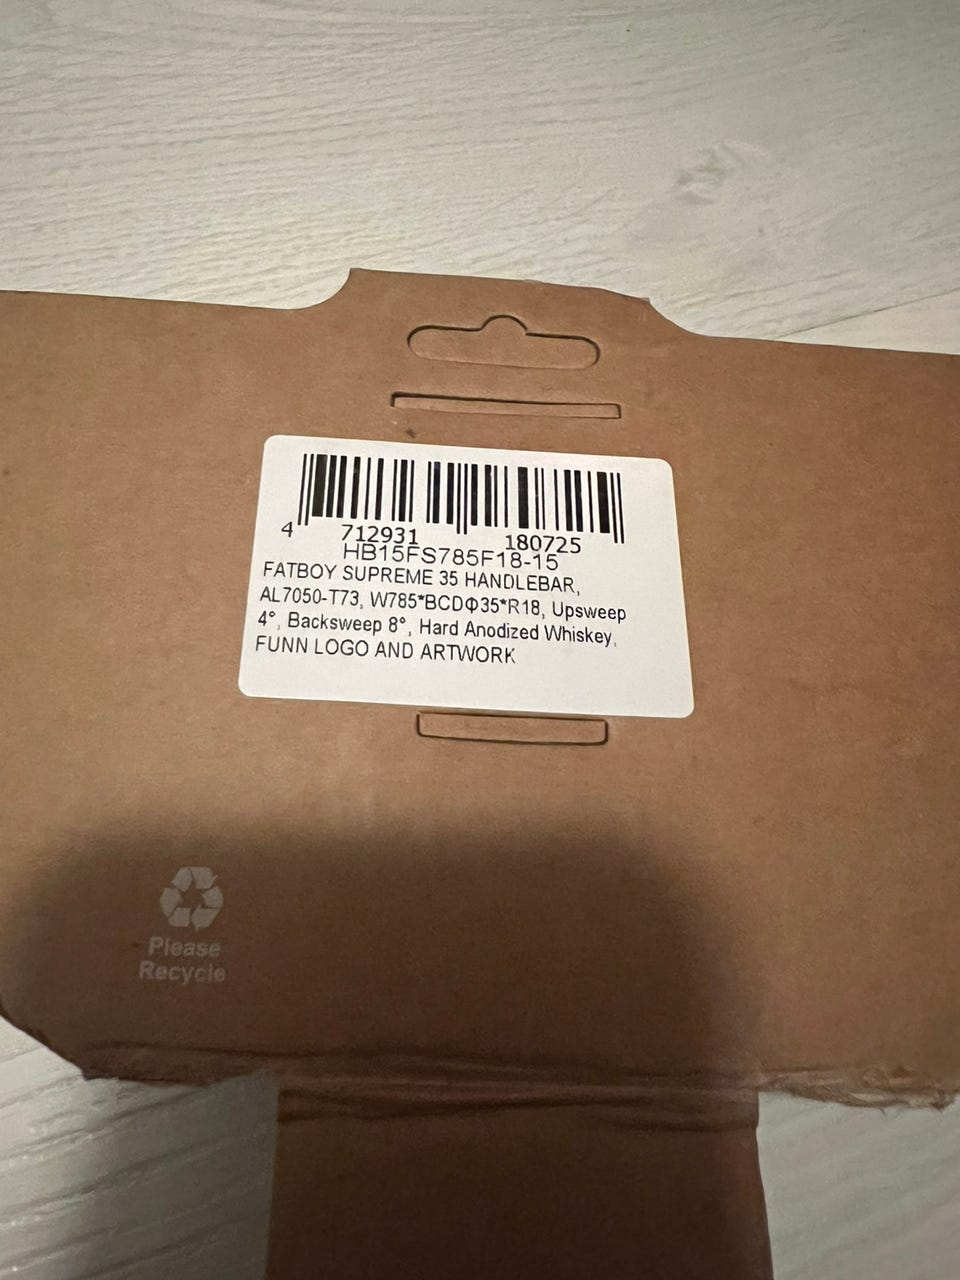 4 712931 180725
HB15FS785F18-15
FATBOY SUPREME 35 HANDLEBAR,
AL7050-T73, W785*BCDΦ35*R18, Upsweep
4°, Backsweep 8°, Hard Anodized Whiskey,
FUNN LOGO AND ARTWORK
Please
Recycle